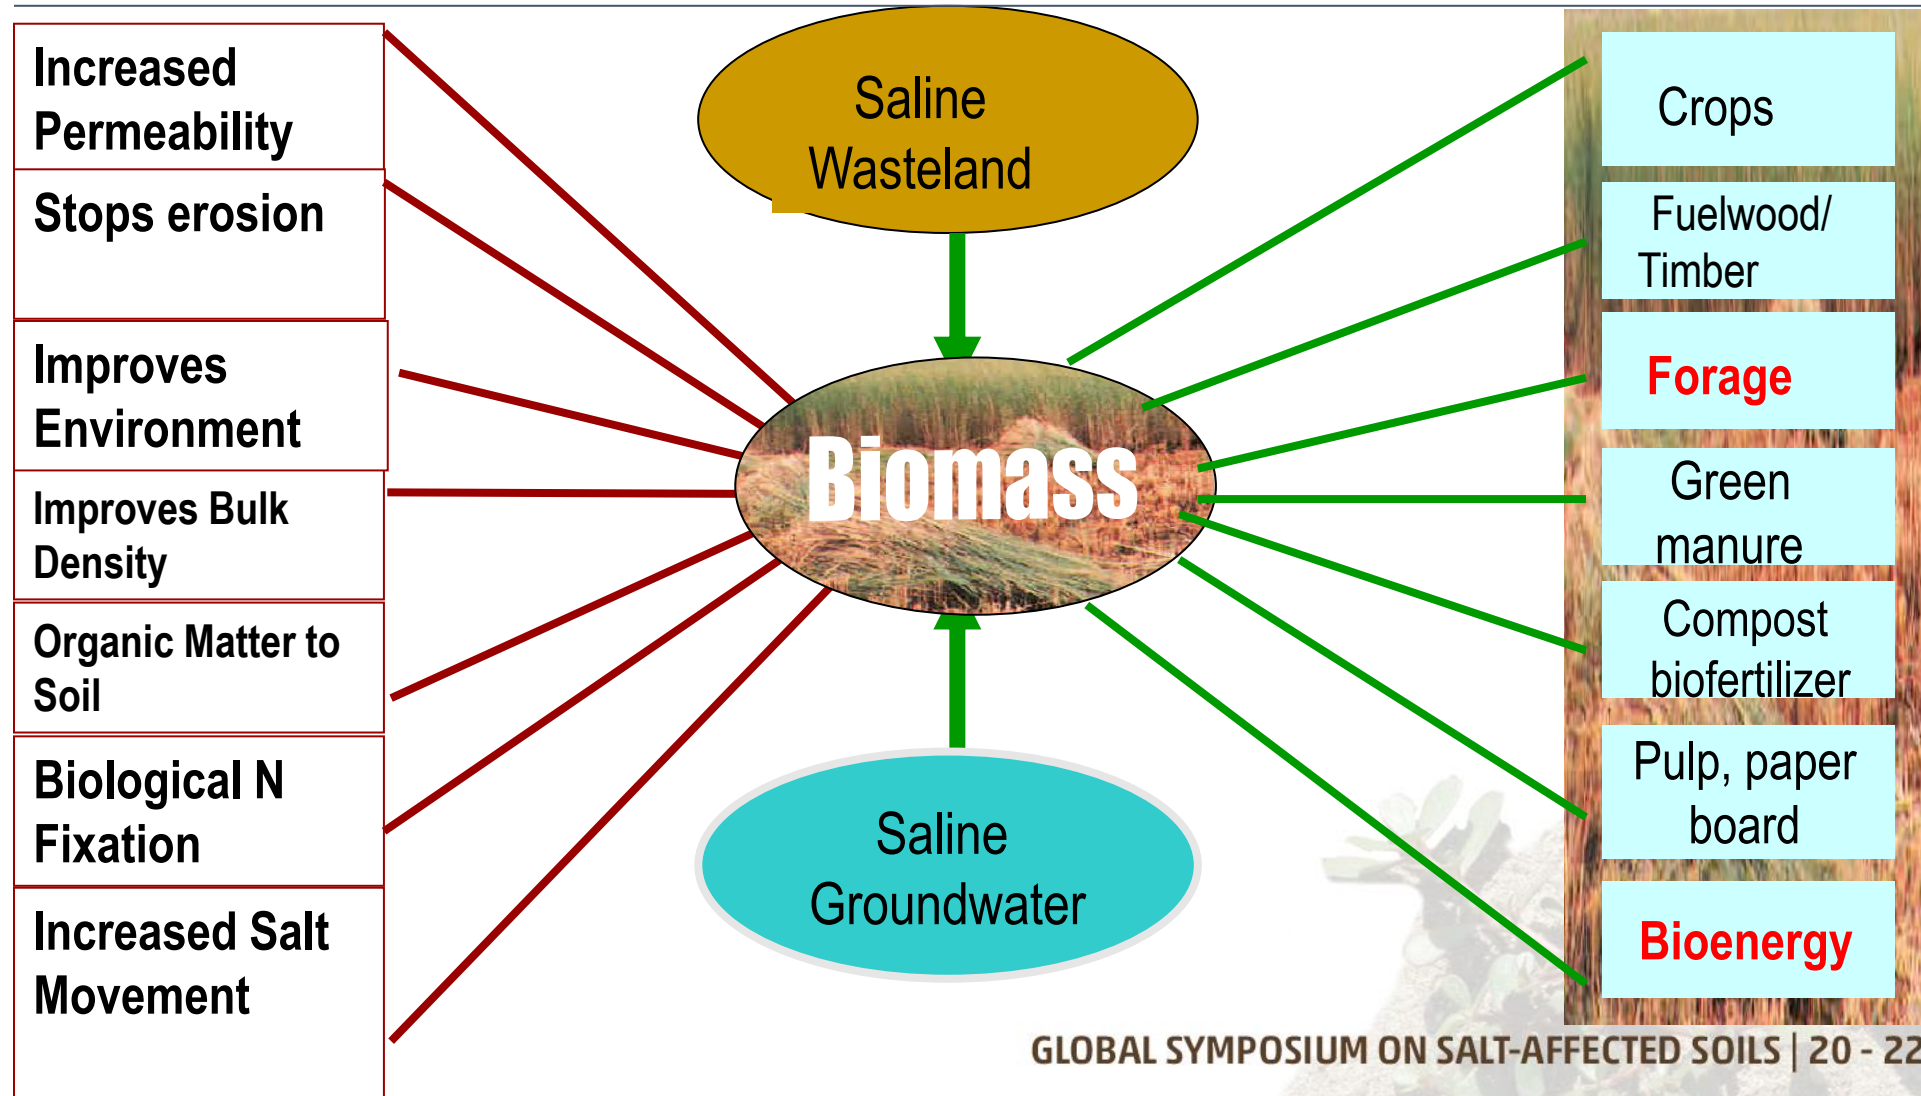 Increased
Permeability
Stops erosion
Improves
Environment
Improves Bulk
Density
Organic Matter to
Soil
Biological N
Fixation
Increased Salt
Movement
Saline
Wasteland
Biomass
Saline
Groundwater
Crops
Fuelwood/
Timber
Forage
Green
manure
Compost
biofertilizer
Pulp, paper
board
Bioenergy
GLOBAL SYMPOSIUM ON SALT-AFFECTED SOILS | 20 - 22